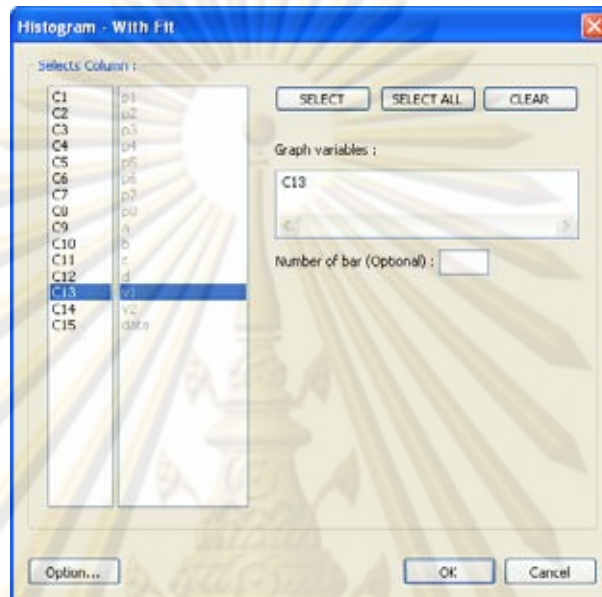 Histogram - With Fit
Selects Column :
C1 p1
C2 p2
C3 p3
C4 p4
C5 p5
C6 p6
C7 p7
C8 p8
C9 a
C10 b
C11 c
C12 d
C13 v1
C14 v2
C15 data
SELECT SELECT ALL CLEAR
Graph variables :
C13
Number of bar (Optional) :
Option... OK Cancel